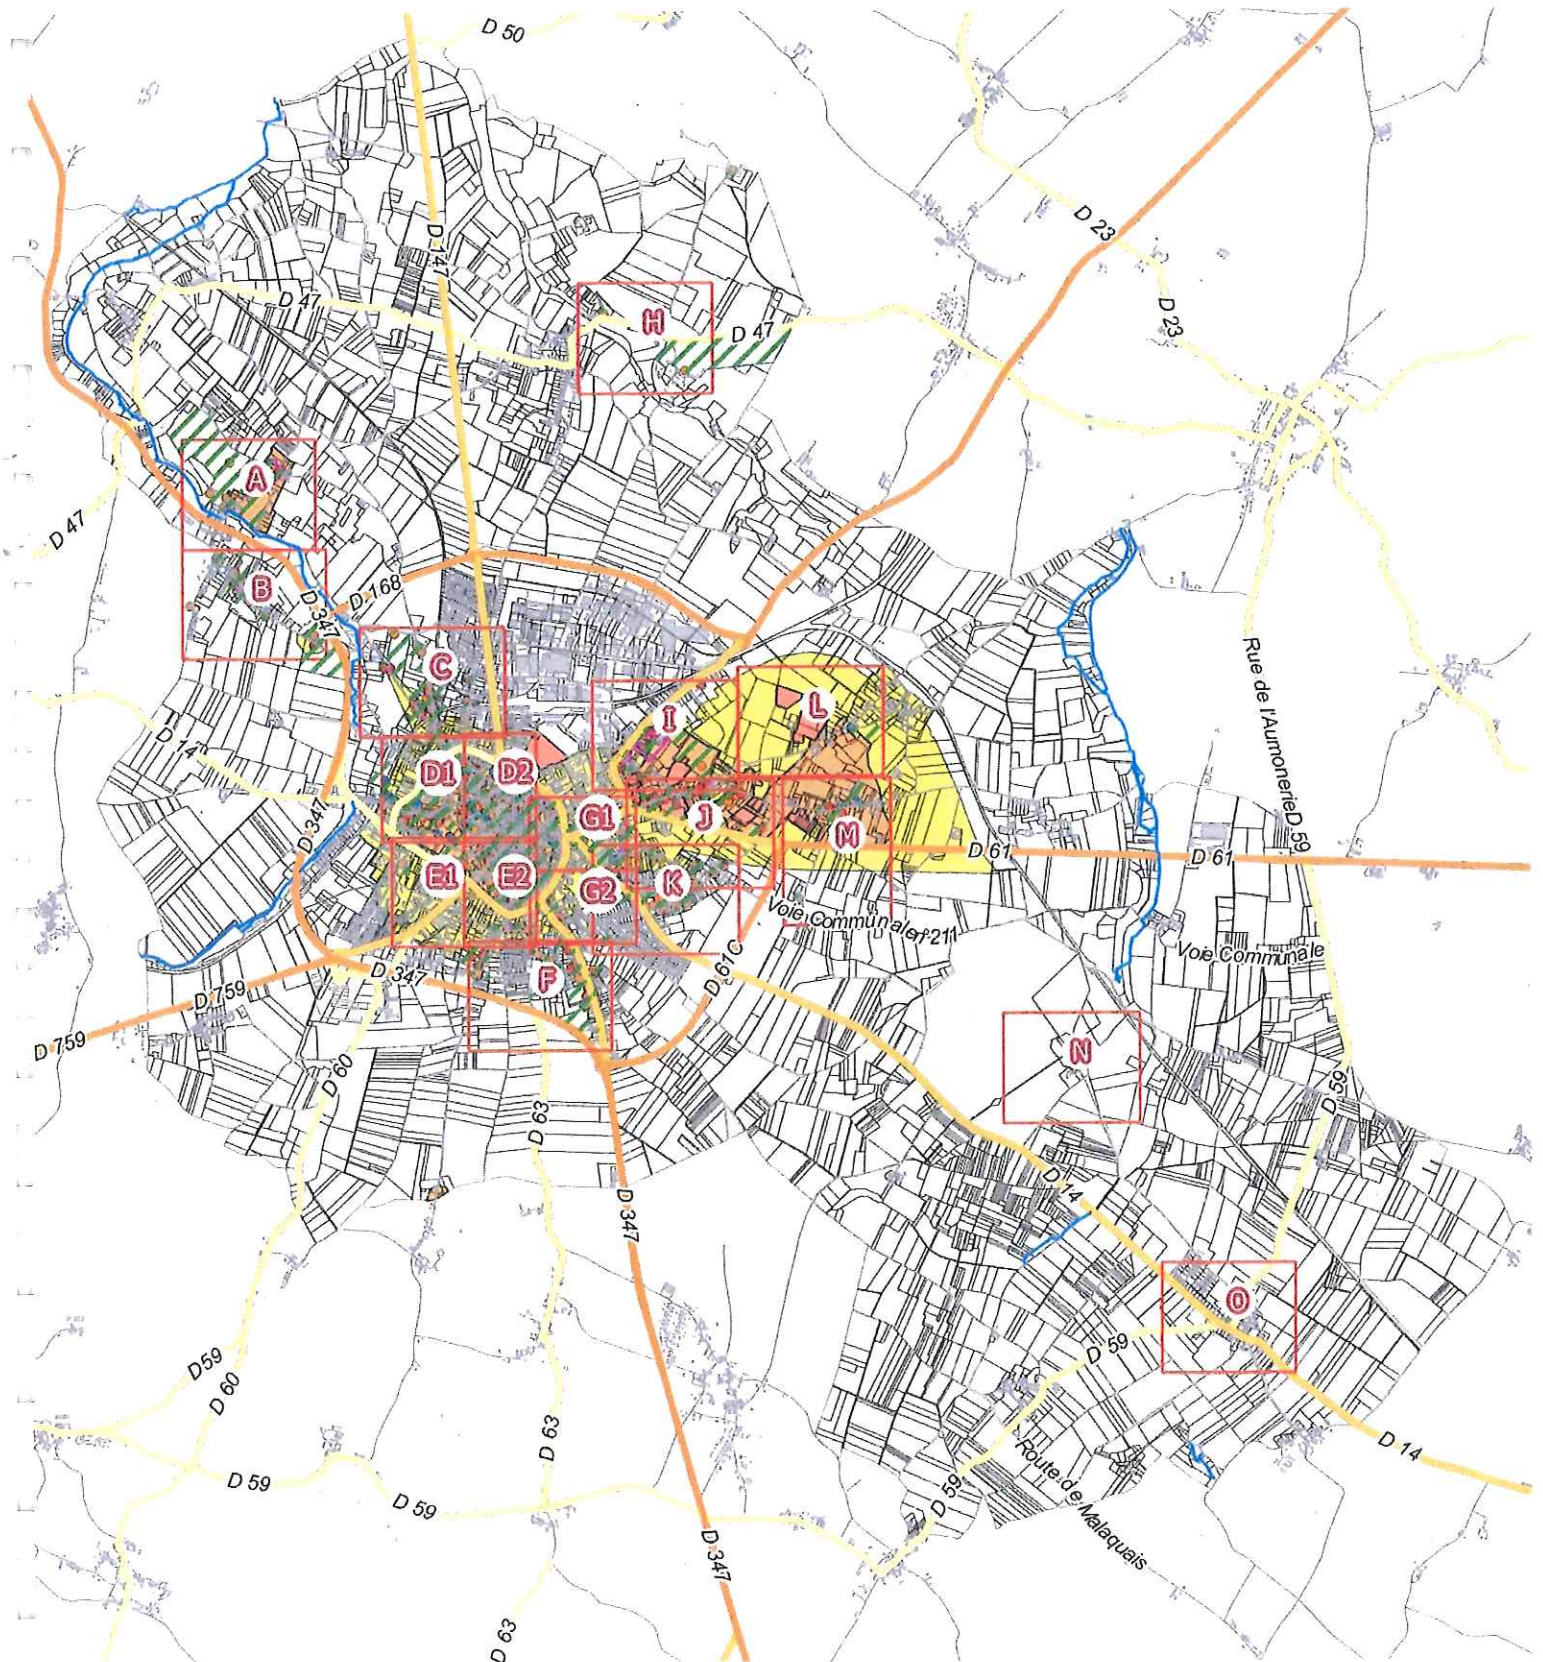 D 50
D 147
D 23
D 47
H
D 47
D 23
A
D 47
B
D 168
D 347
C
Rue de l'Aumonerie
D 59
I
L
D 14
D1
D2
G1
J
M
D 347
D 61
D 61
E1
E2
G2
K
Voie Communale n°211
Voie Communale
D 347
F
D 61C
D 759
D 759
N
D 60
D 59
D 63
D 14
D 347
O
D 59
D 59
D 60
D 63
D 14
D 59
D 59
D 59
Route de Malaquais
D 347
D 63